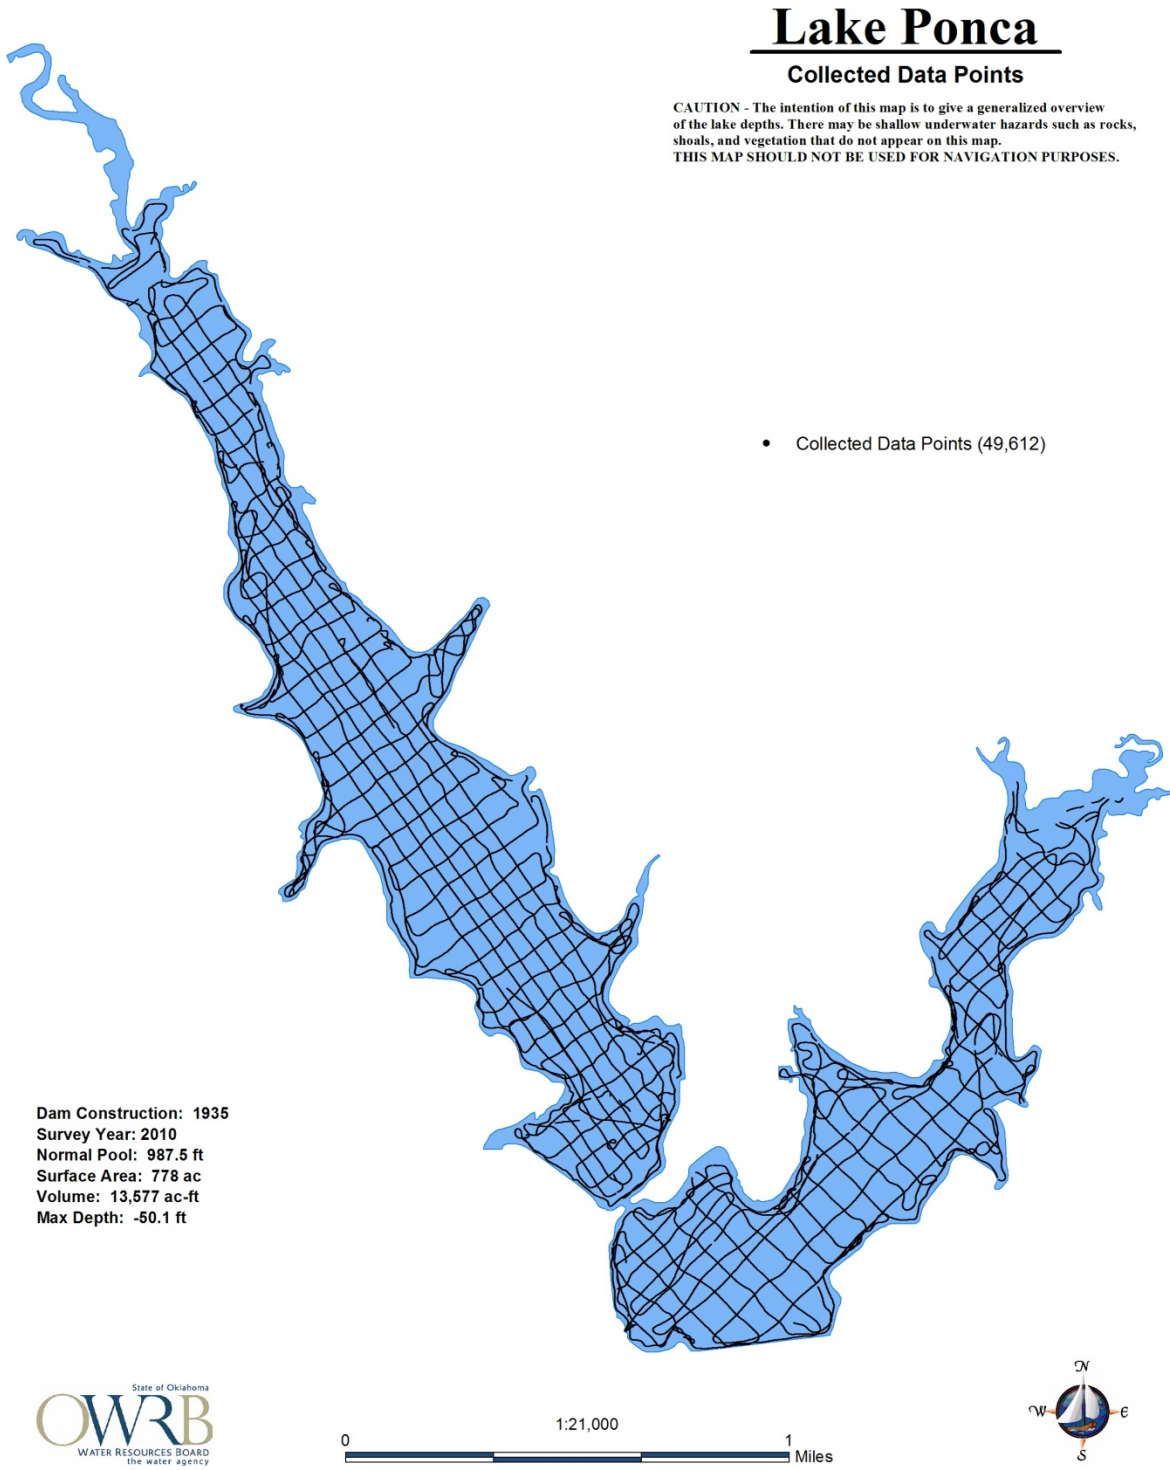 Lake Ponca
Collected Data Points
CAUTION - The intention of this map is to give a generalized overview
of the lake depths. There may be shallow underwater hazards such as rocks,
shoals, and vegetation that do not appear on this map.
THIS MAP SHOULD NOT BE USED FOR NAVIGATION PURPOSES.
Collected Data Points (49,612)
Dam Construction: 1935
Survey Year: 2010
Normal Pool: 987.5 ft
Surface Area: 778 ac
Volume: 13,577 ac-ft
Max Depth: -50.1 ft
State of Oklahoma
OWRB
WATER RESOURCES BOARD
the water agency
1:21,000
0 1
Miles
N
W E
S